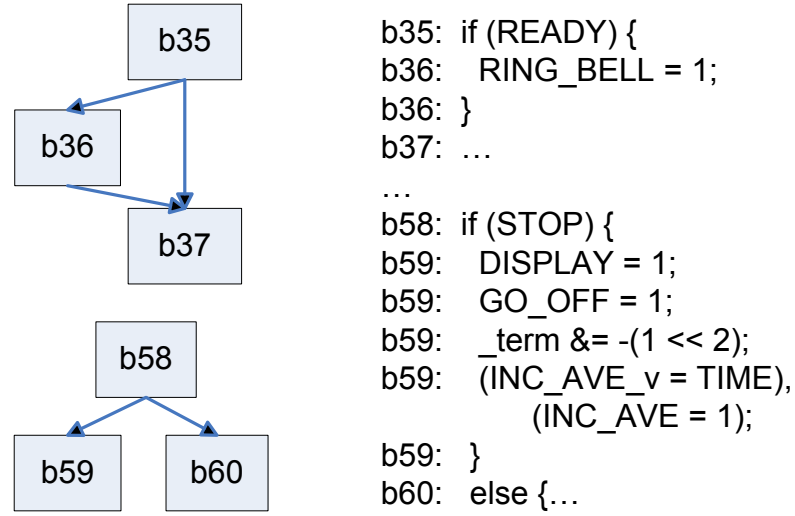 b35
b36
b37
b58
b59
b60
b35: if (READY) {
b36: RING_BELL = 1;
b36: }
b37: …
…
b58: if (STOP) {
b59: DISPLAY = 1;
b59: GO_OFF = 1;
b59: _term &= -(1 << 2);
b59: (INC_AVE_v = TIME),
(INC_AVE = 1);
b59: }
b60: else {…